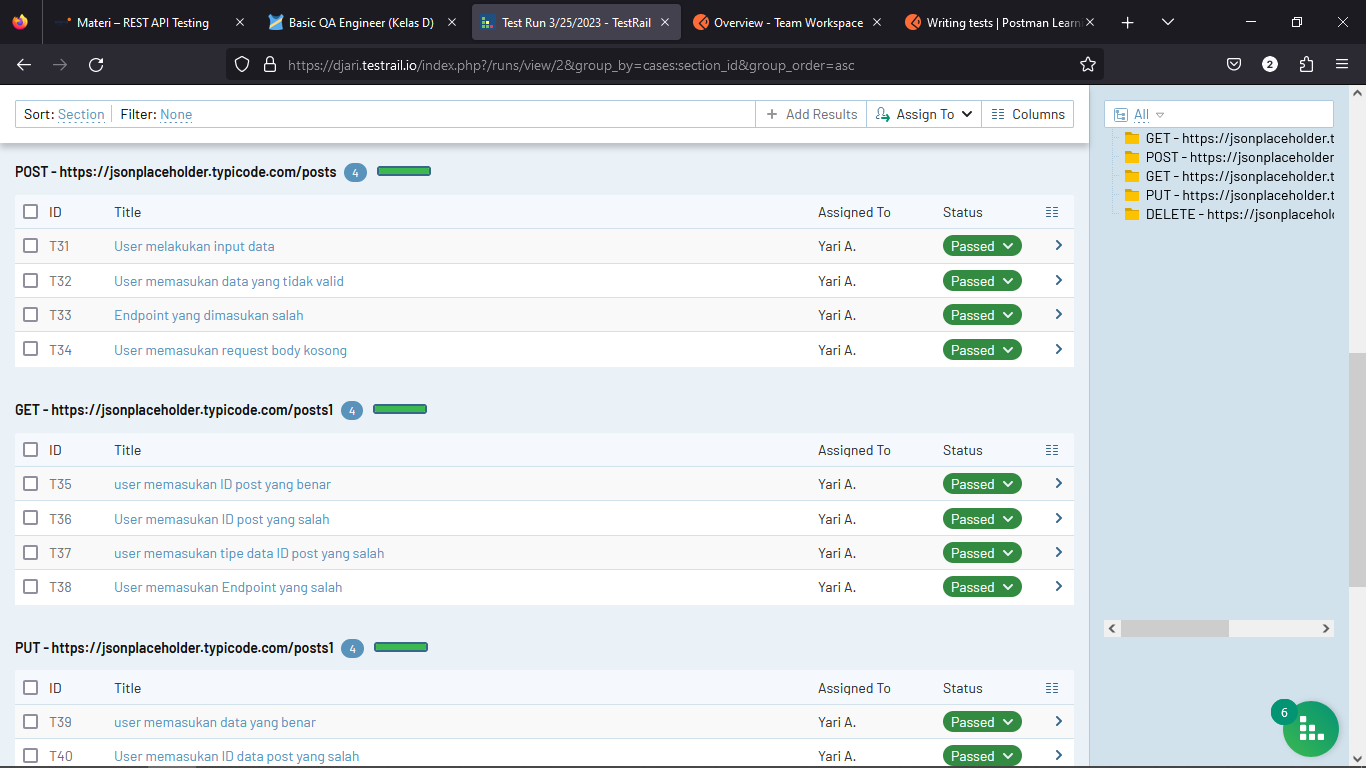 Materi – REST API Testing
Basic QA Engineer (Kelas D)
Test Run 3/25/2023 - TestRail
Overview - Team Workspace
Writing tests | Postman Learni
https://djari.testrail.io/index.php?/runs/view/2&group_by=cases:section_id&group_order=asc
2
Sort: Section Filter: None
Add Results
Assign To
Columns
All
GET - https://jsonplaceholder.t
POST - https://jsonplaceholder
GET - https://jsonplaceholder.t
PUT - https://jsonplaceholder.t
DELETE - https://jsonplacehol
POST - https://jsonplaceholder.typicode.com/posts 4
ID Title Assigned To Status
T31 User melakukan input data Yari A. Passed
T32 User memasukan data yang tidak valid Yari A. Passed
T33 Endpoint yang dimasukan salah Yari A. Passed
T34 User memasukan request body kosong Yari A. Passed
GET - https://jsonplaceholder.typicode.com/posts1 4
ID Title Assigned To Status
T35 user memasukan ID post yang benar Yari A. Passed
T36 User memasukan ID post yang salah Yari A. Passed
T37 user memasukan tipe data ID post yang salah Yari A. Passed
T38 User memasukan Endpoint yang salah Yari A. Passed
PUT - https://jsonplaceholder.typicode.com/posts1 4
ID Title Assigned To Status
T39 user memasukan data yang benar Yari A. Passed
T40 User memasukan ID data post yang salah Yari A. Passed
6